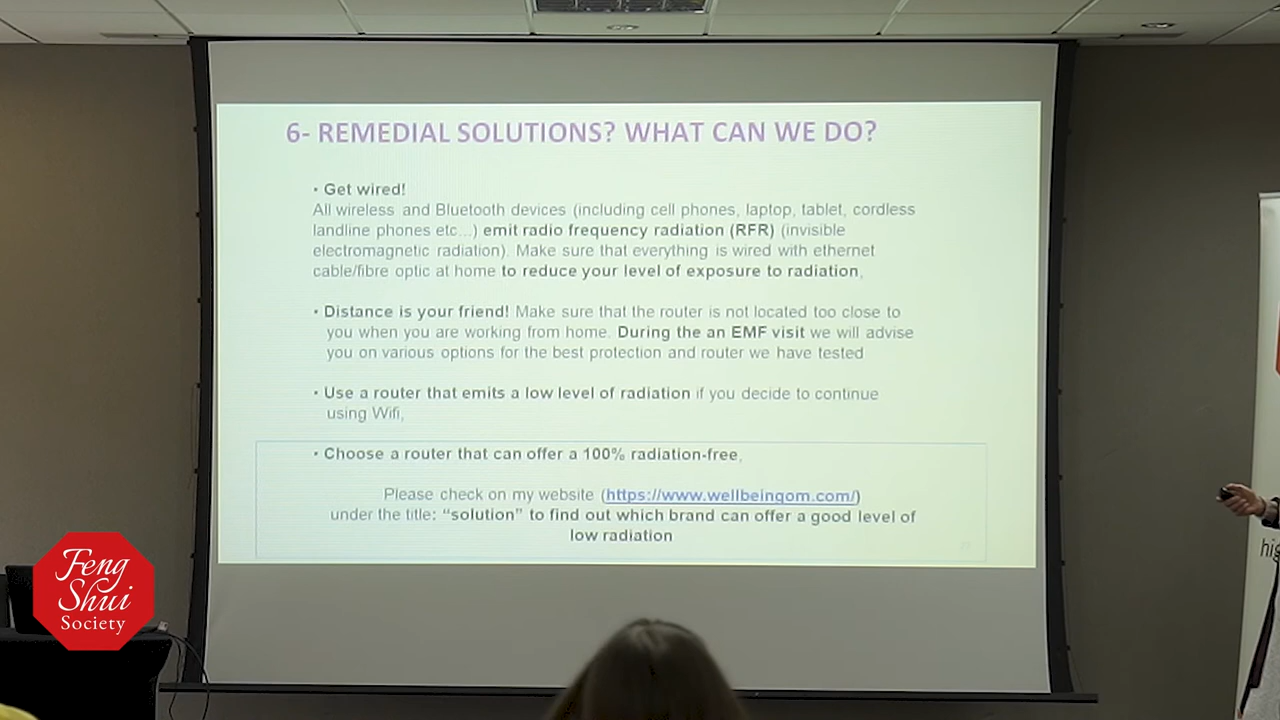 6- REMEDIAL SOLUTIONS? WHAT CAN WE DO?
• Get wired!
All wireless and Bluetooth devices (including cell phones, laptop, tablet, cordless
landline phones etc...) emit radio frequency radiation (RFR) (invisible
electromagnetic radiation). Make sure that everything is wired with ethernet
cable/fibre optic at home to reduce your level of exposure to radiation,
• Distance is your friend! Make sure that the router is not located too close to
you when you are working from home. During the an EMF visit we will advise
you on various options for the best protection and router we have tested
• Use a router that emits a low level of radiation if you decide to continue
using Wifi,
• Choose a router that can offer a 100% radiation-free,
Please check on my website (https://www.wellbeingom.com/)
under the title: “solution” to find out which brand can offer a good level of
low radiation
Feng
Shui
Society